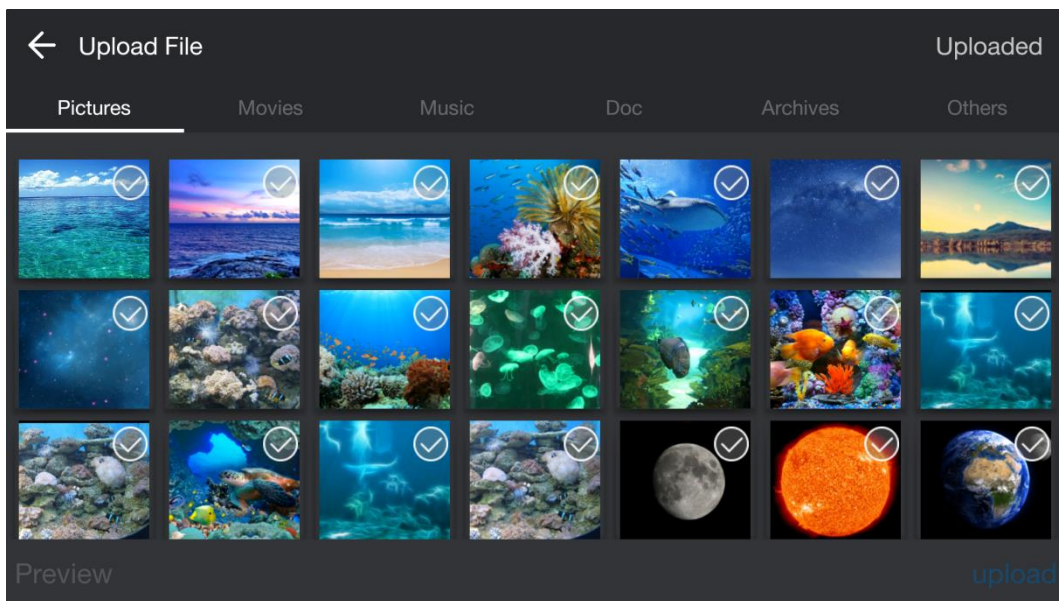 Upload File
Uploaded
Pictures
Movies
Music
Doc
Archives
Others
Preview
upload